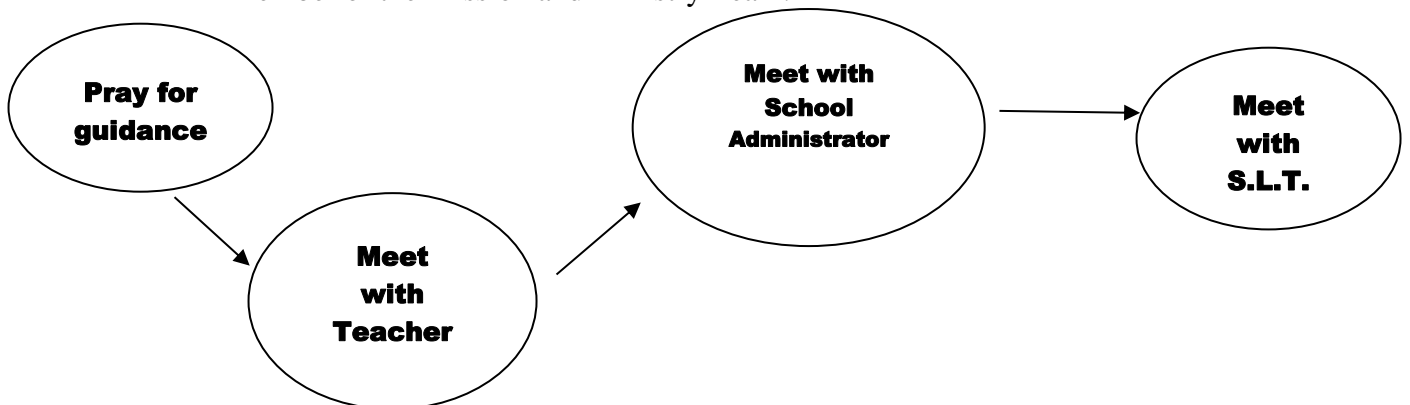 Pray for
guidance
Meet
with
Teacher
Meet with
School
Administrator
Meet
with
S.L.T.